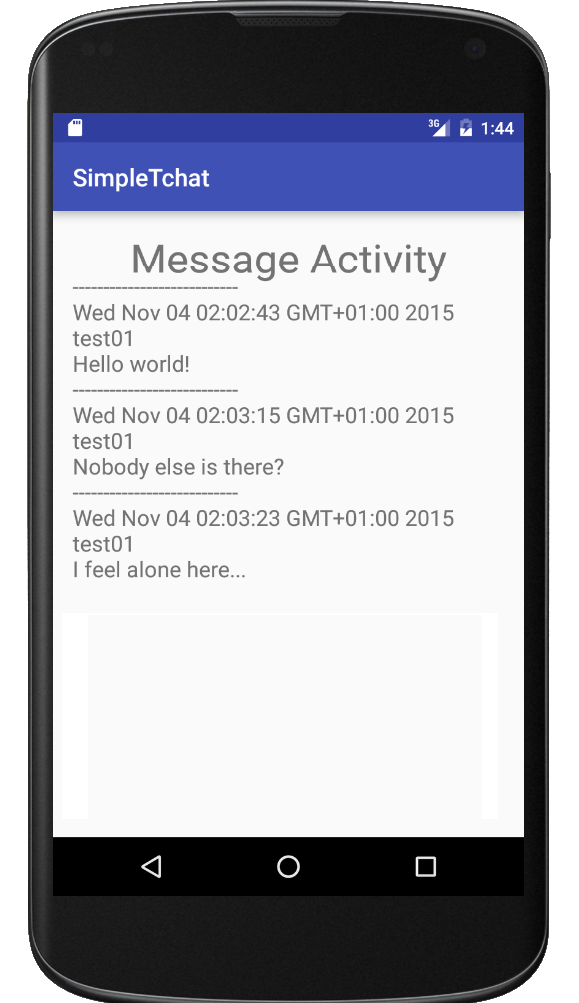 3G 1:44
SimpleTchat
Message Activity
---------------------------
Wed Nov 04 02:02:43 GMT+01:00 2015
test01
Hello world!
---------------------------
Wed Nov 04 02:03:15 GMT+01:00 2015
test01
Nobody else is there?
---------------------------
Wed Nov 04 02:03:23 GMT+01:00 2015
test01
I feel alone here...